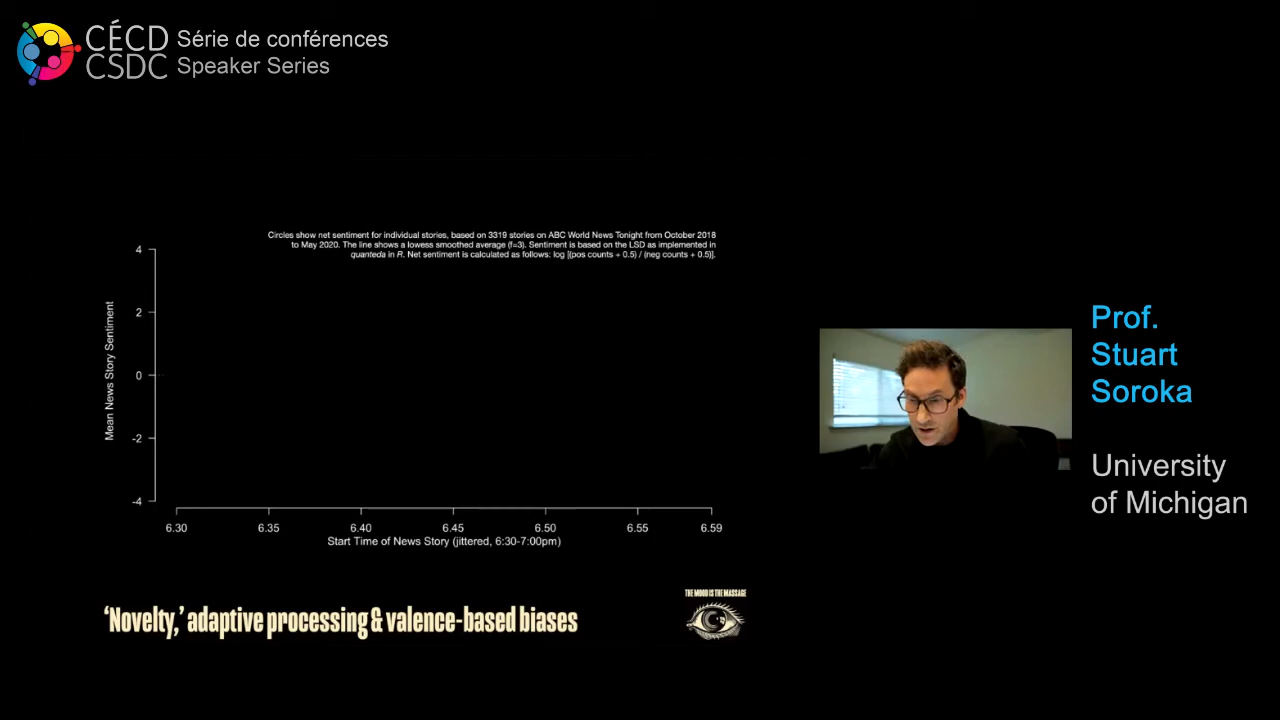 CÉCD Série de conférences
CSDC Speaker Series
Circles show net sentiment for individual stories, based on 3319 stories on ABC World News Tonight from October 2018
to May 2020. The line shows a lowess smoothed average (f=3). Sentiment is based on the LSD as implemented in
quanteda in R. Net sentiment is calculated as follows: log [(pos counts + 0.5) / (neg counts + 0.5)].
4
2
0
-2
-4
Mean News Story Sentiment
6.30 6.35 6.40 6.45 6.50 6.55 6.59
Start Time of News Story (jittered, 6:30-7:00pm)
'Novelty,' adaptive processing & valence-based biases
THE MOOD IS THE MASSAGE
Prof.
Stuart
Soroka
University
of Michigan